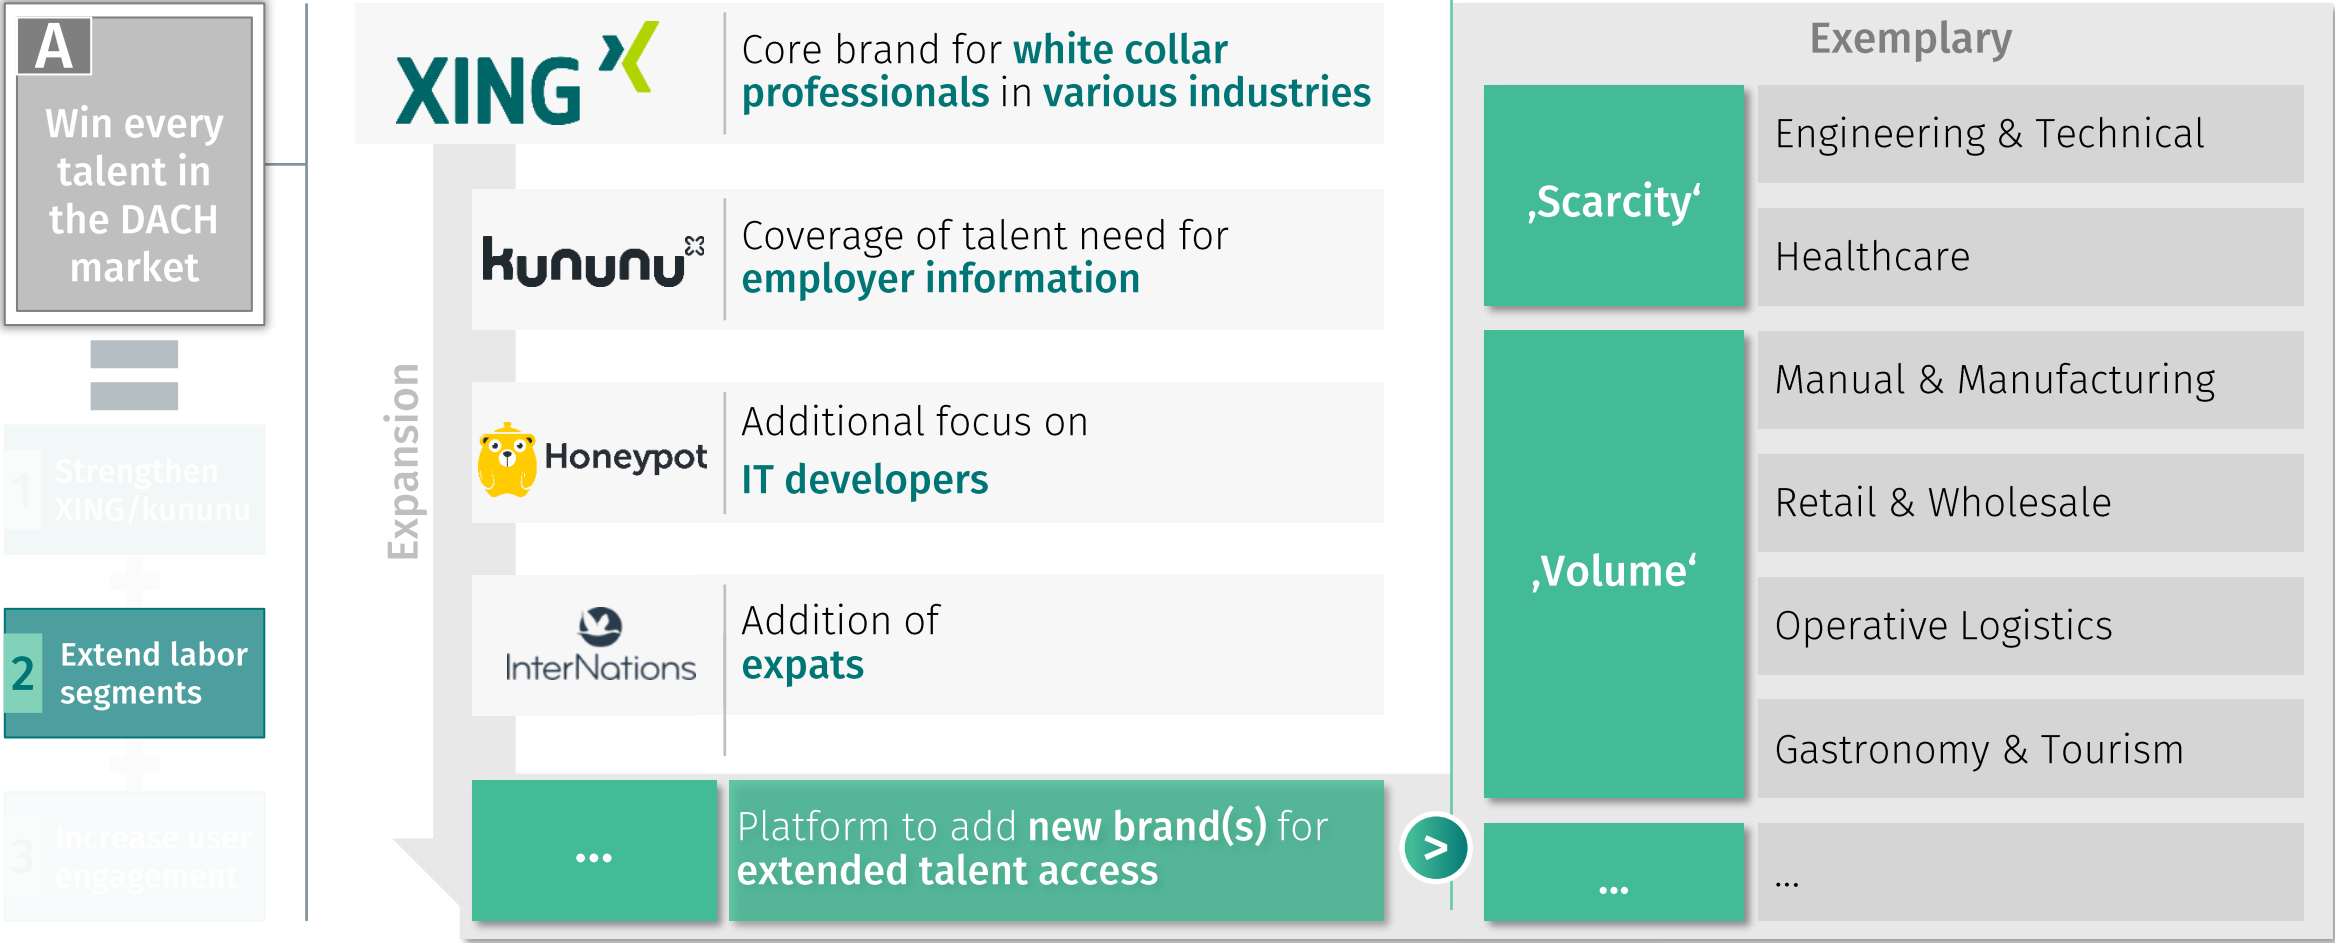 A
Win every
talent in
the DACH
market
1
Strengthen
XING/kununu
2
Extend labor
segments
3
Increase user
engagement
Expansion
XING
Core brand for white collar
professionals in various industries
kununu
Coverage of talent need for
employer information
Honeypot
Additional focus on
IT developers
InterNations
Addition of
expats
...
Platform to add new brand(s) for
extended talent access
>
Exemplary
‚Scarcity‘
Engineering & Technical
Healthcare
‚Volume‘
Manual & Manufacturing
Retail & Wholesale
Operative Logistics
Gastronomy & Tourism
...
...